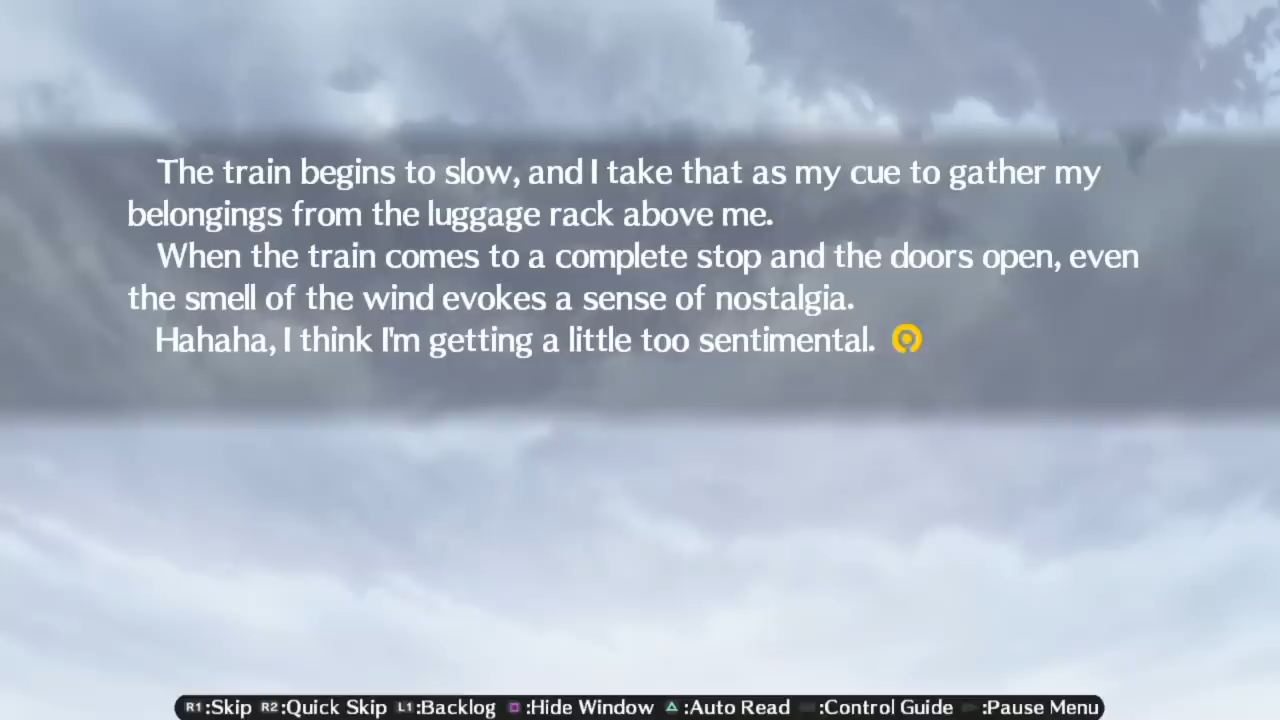 The train begins to slow, and I take that as my cue to gather my
belongings from the luggage rack above me.
When the train comes to a complete stop and the doors open, even
the smell of the wind evokes a sense of nostalgia.
Hahaha, I think I'm getting a little too sentimental.
R1:Skip R2:Quick Skip L1:Backlog :Hide Window :Auto Read :Control Guide :Pause Menu